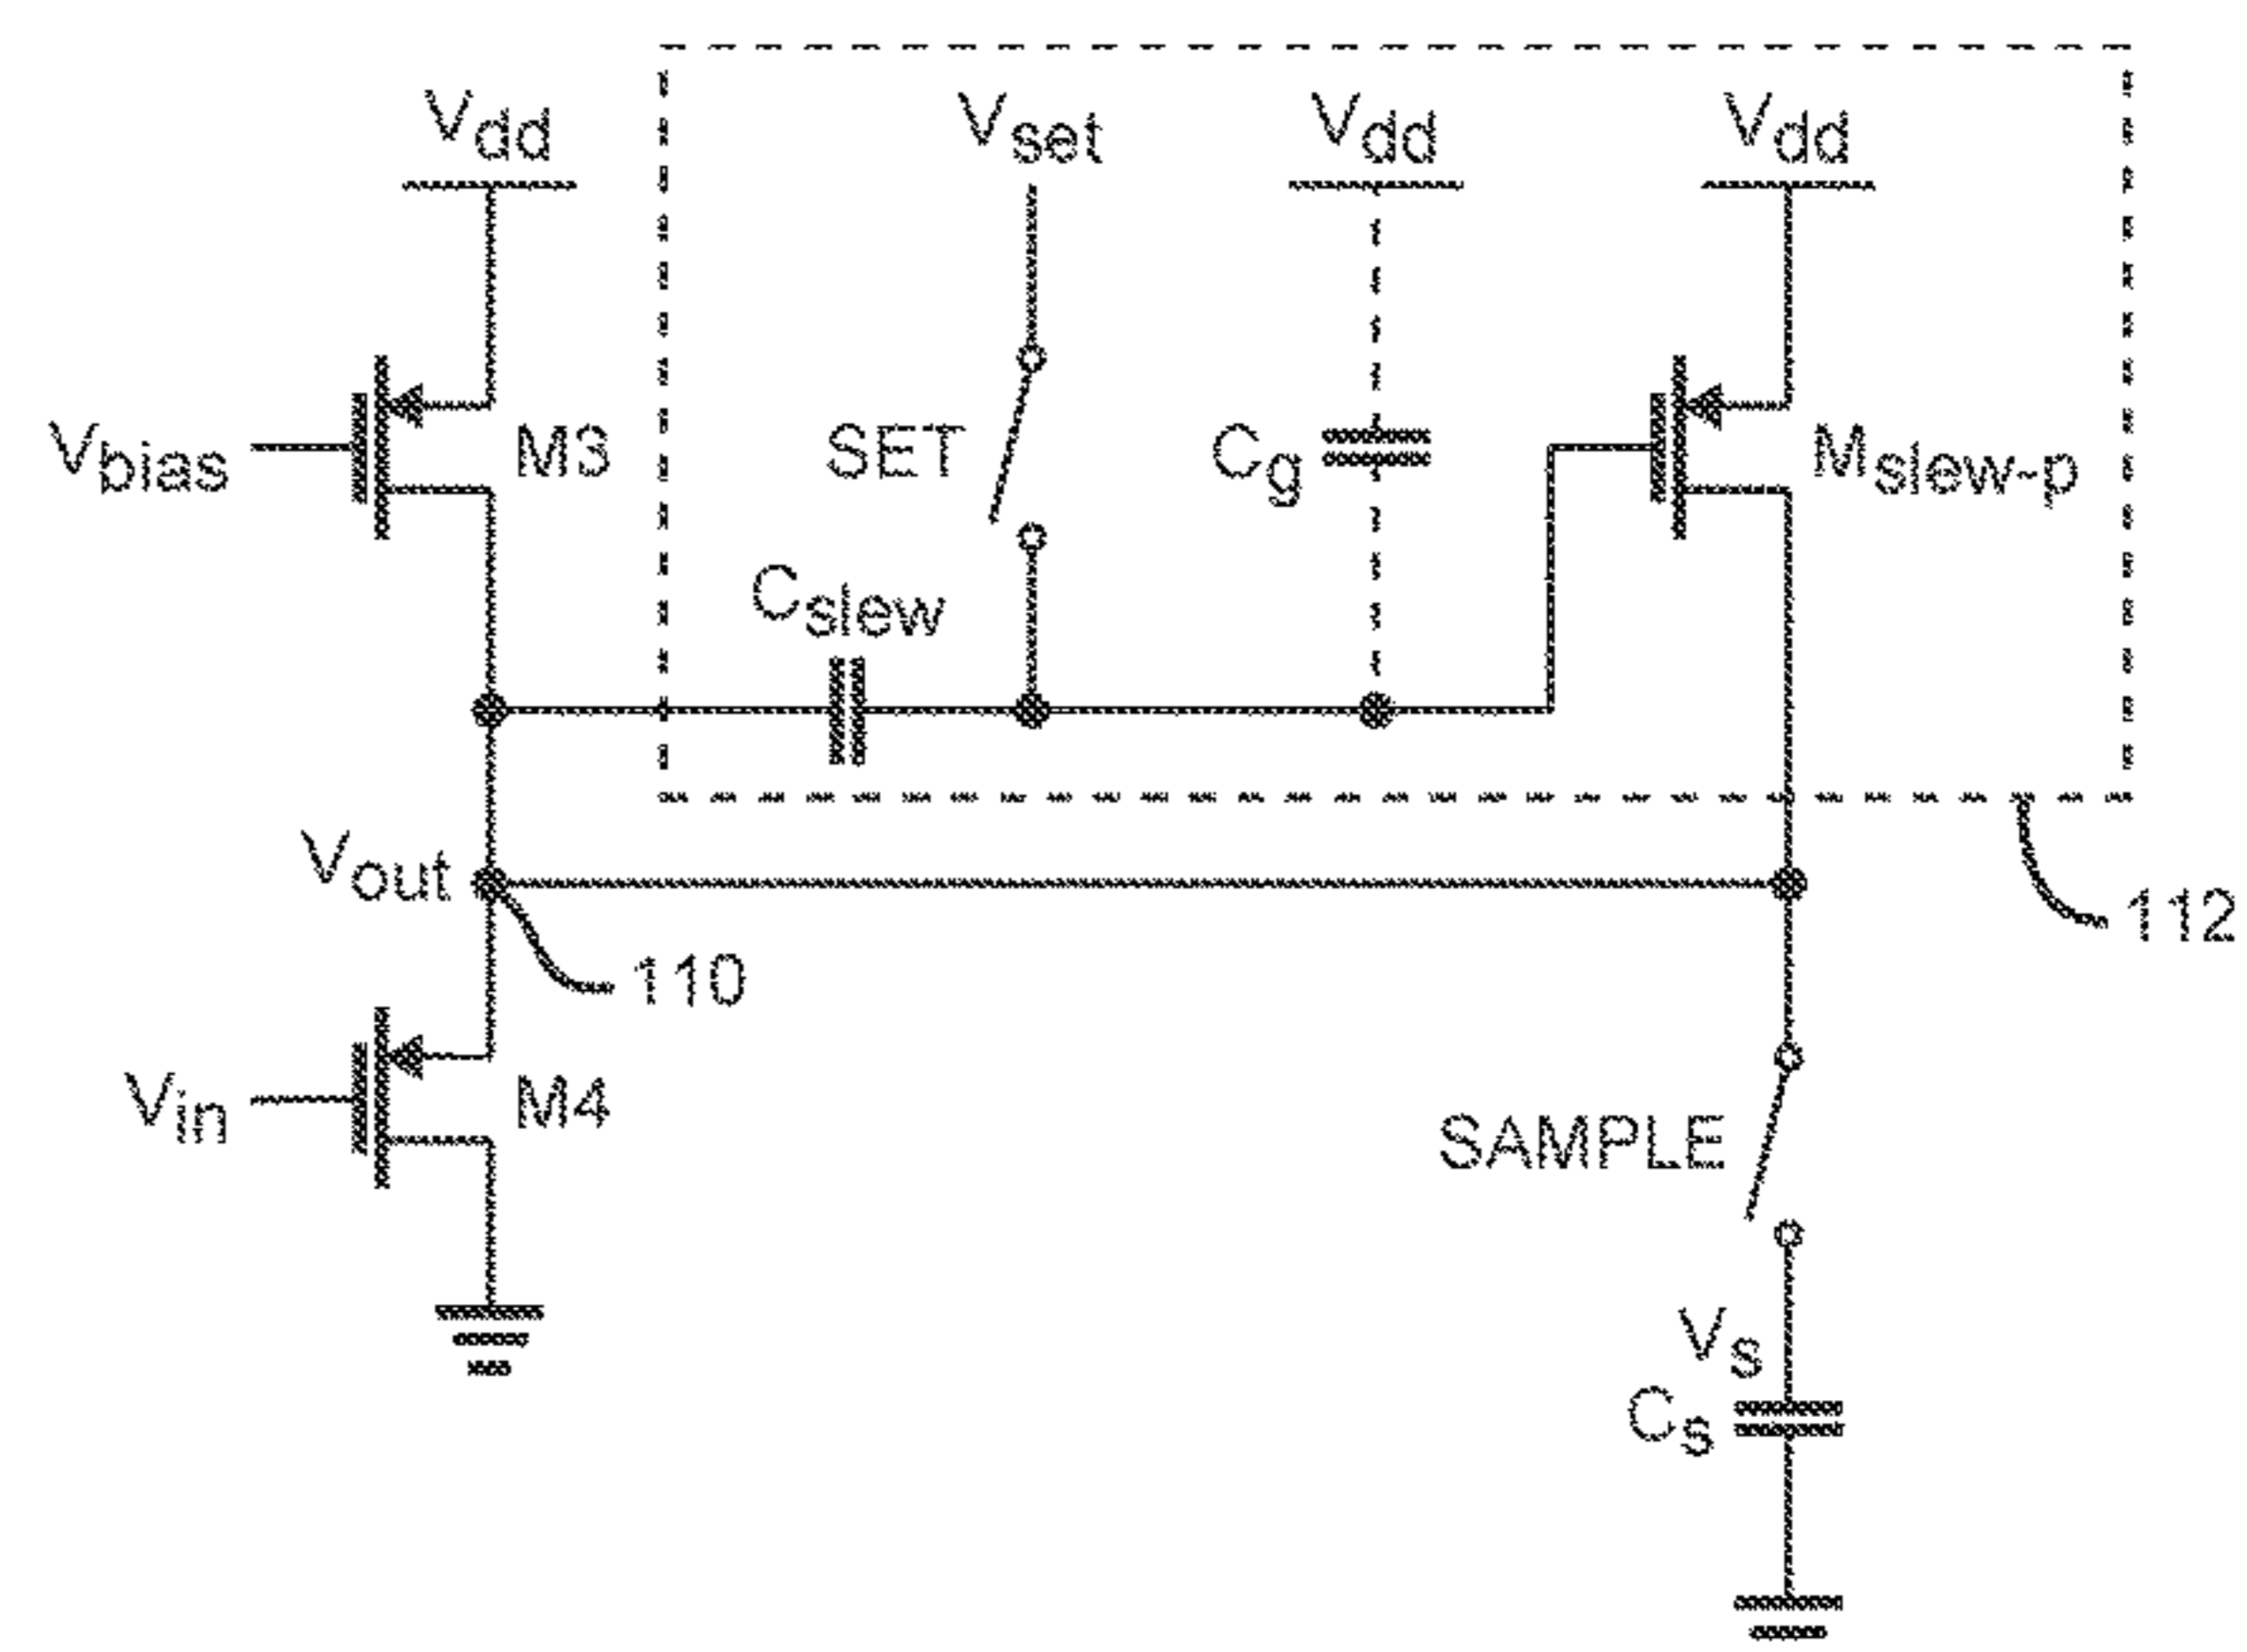 Vdd
Vset
Vdd
Vdd
Vbias
M3
SET
Cg
Mslew-p
Cslew
Vout
110
112
Vin
M4
SAMPLE
Vs
Cs